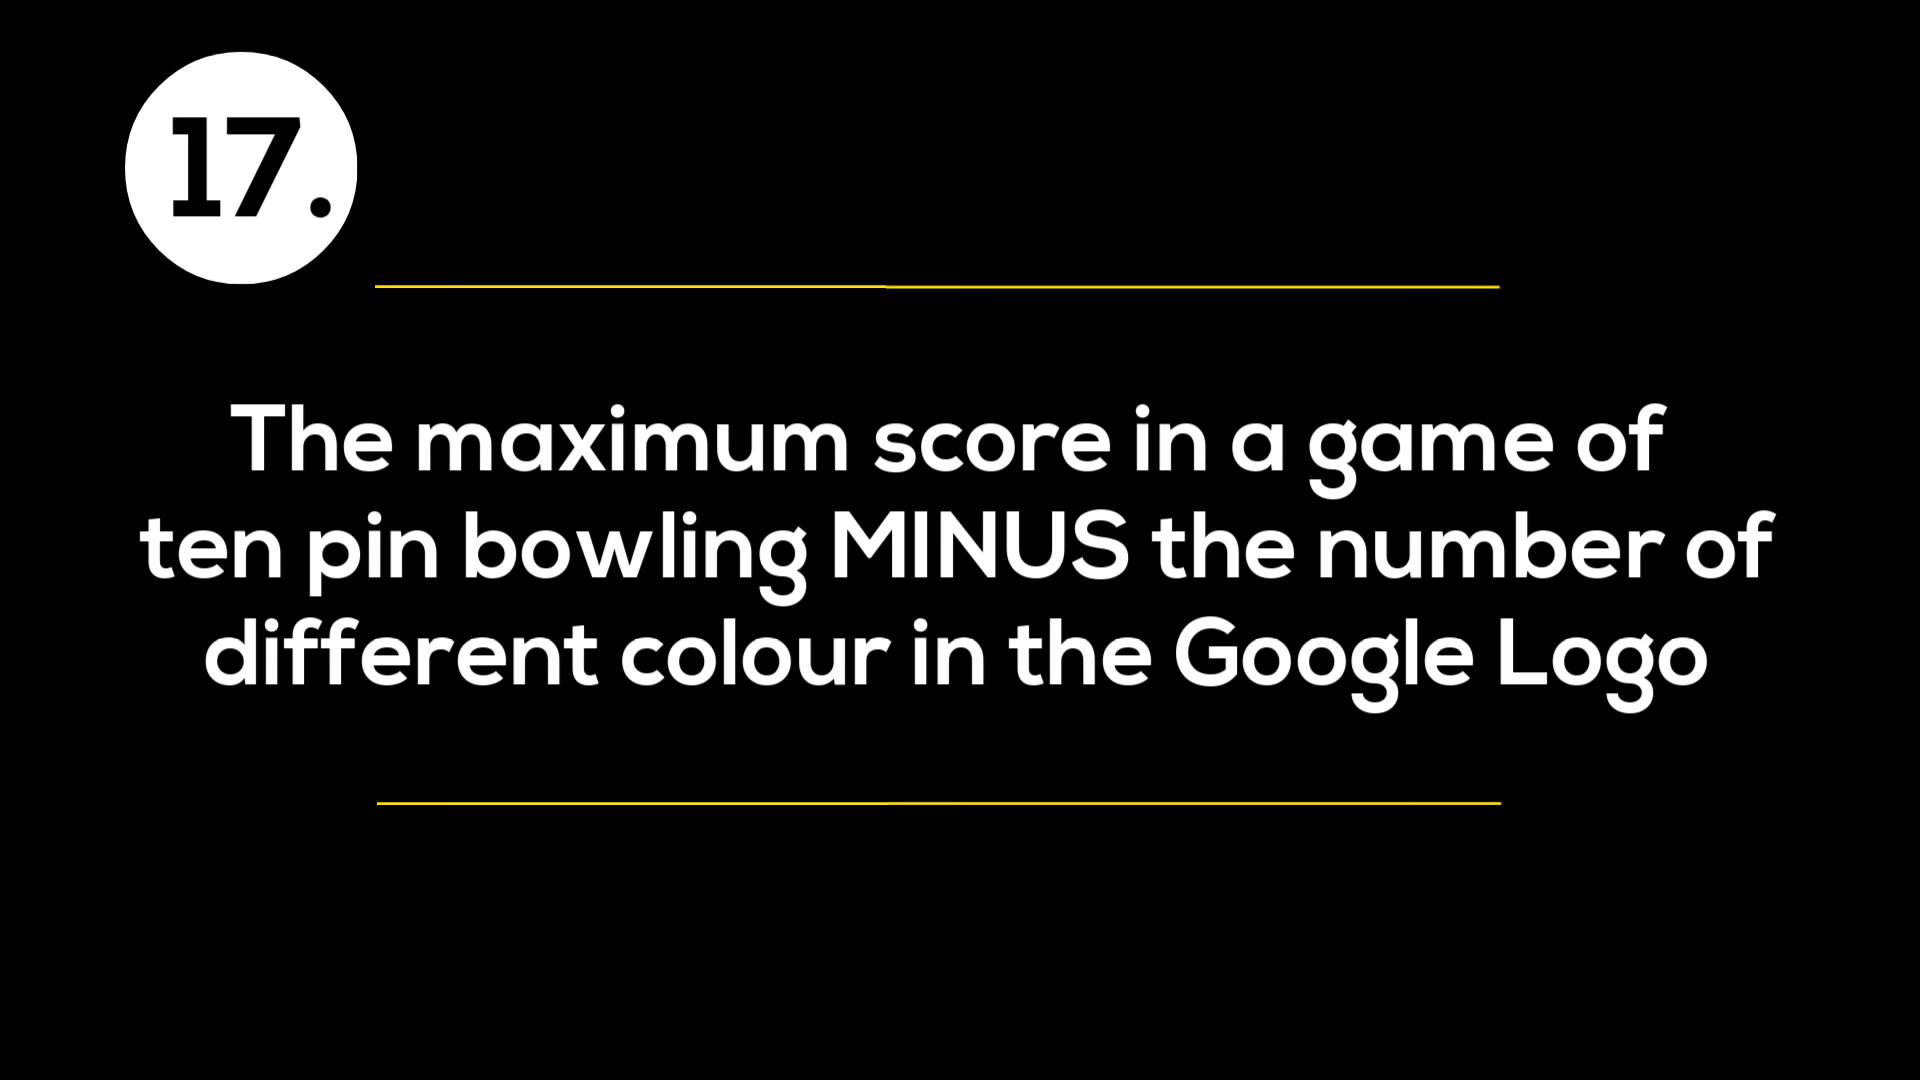 17.
The maximum score in a game of
ten pin bowling MINUS the number of
different colour in the Google Logo